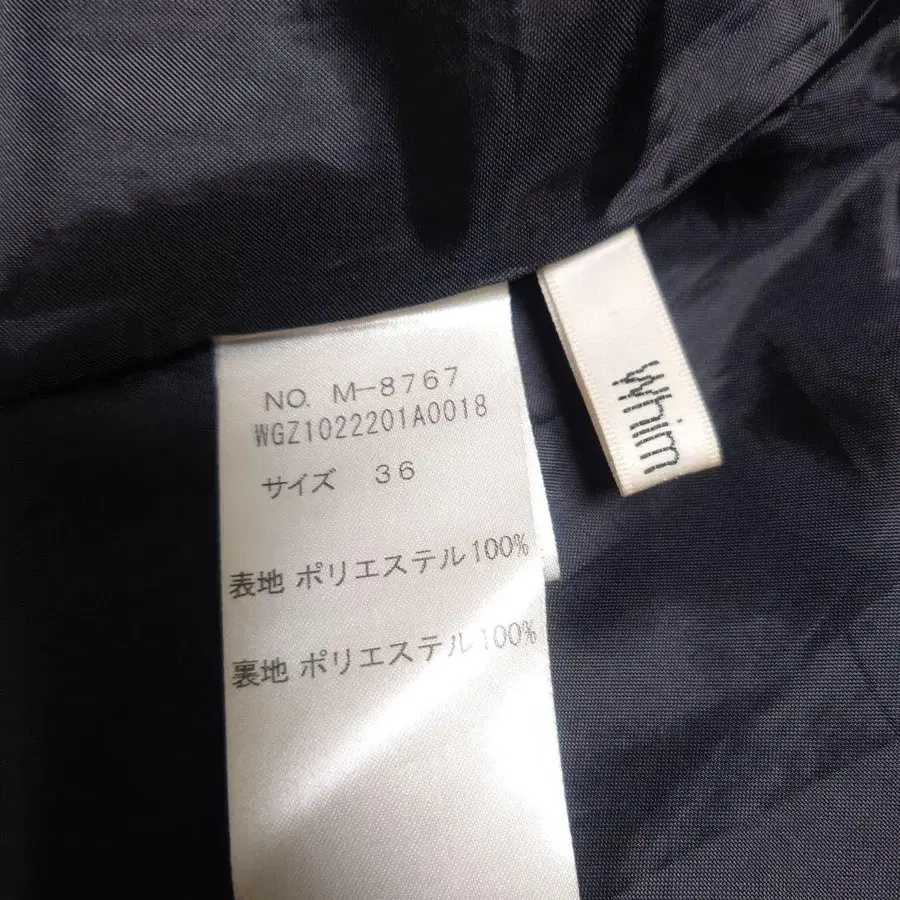 NO. M-8767
WGZ1022201A0018
サイズ 36
表地 ポリエステル100%
裏地 ポリエステル100%
Whim